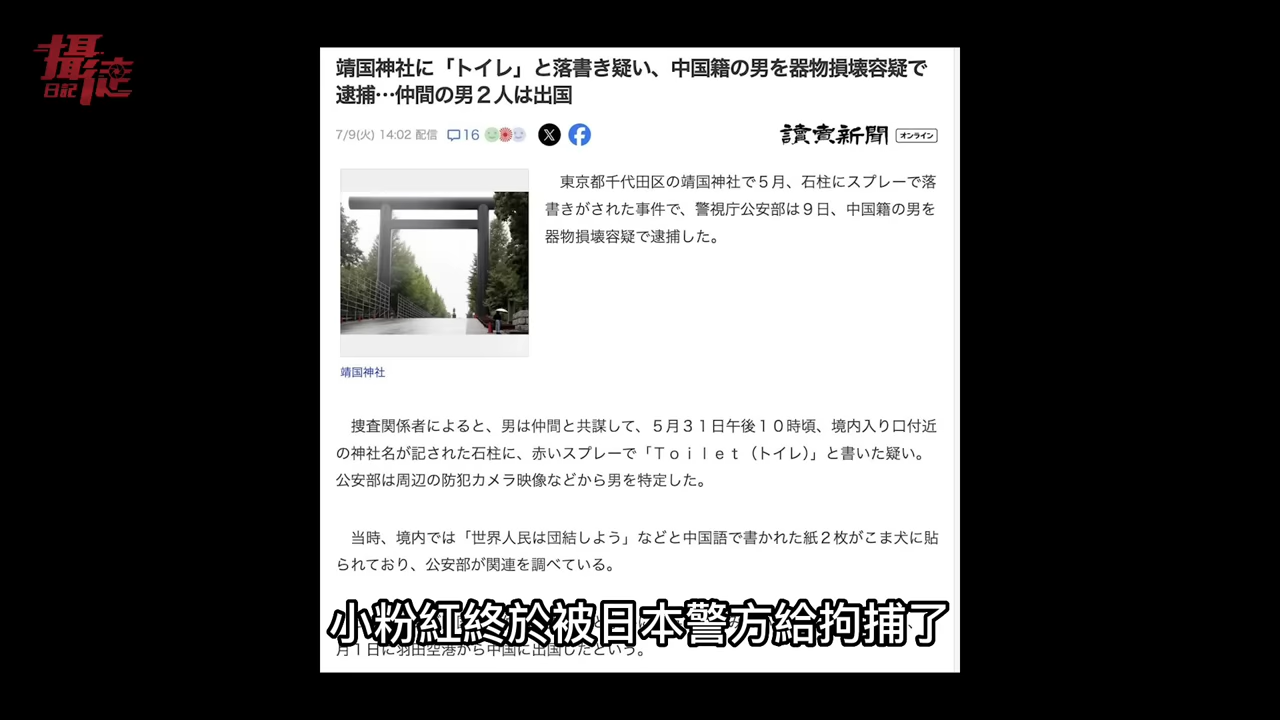 攝徒
日記
靖国神社に「トイレ」と落書き疑い、中国籍の男を器物損壊容疑で
逮捕…仲間の男２人は出国
7/9(火) 14:02 配信 16
讀賣新聞 オンライン
東京都千代田区の靖国神社で５月、石柱にスプレーで落
書きがされた事件で、警視庁公安部は９日、中国籍の男を
器物損壊容疑で逮捕した。
靖国神社
捜査関係者によると、男は仲間と共謀して、５月３１日午後１０時頃、境内入り口付近
の神社名が記された石柱に、赤いスプレーで「Ｔｏｉｌｅｔ（トイレ）」と書いた疑い。
公安部は周辺の防犯カメラ映像などから男を特定した。
当時、境内では「世界人民は団結しよう」などと中国語で書かれた紙２枚がこま犬に貼
られており、公安部が関連を調べている。
小粉紅終於被日本警方給拘捕了
月１日に羽田空港から中国に出国したという。